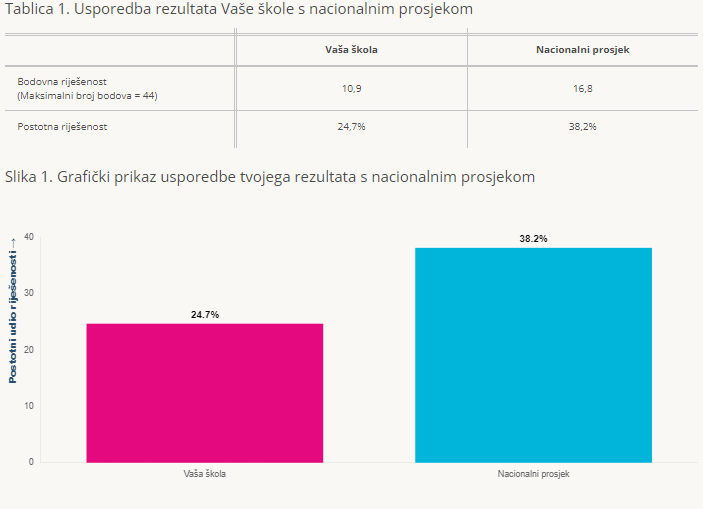 Tablica 1. Usporedba rezultata Vaše škole s nacionalnim prosjekom
Vaša škola Nacionalni prosjek
Bodovna riješenost
(Maksimalni broj bodova = 44) 10,9 16,8
Postotna riješenost 24,7% 38,2%
Slika 1. Grafički prikaz usporedbe tvojega rezultata s nacionalnim prosjekom
Postotni udio riješenosti →
40
30
20
10
0
24.7%
38.2%
Vaša škola Nacionalni prosjek